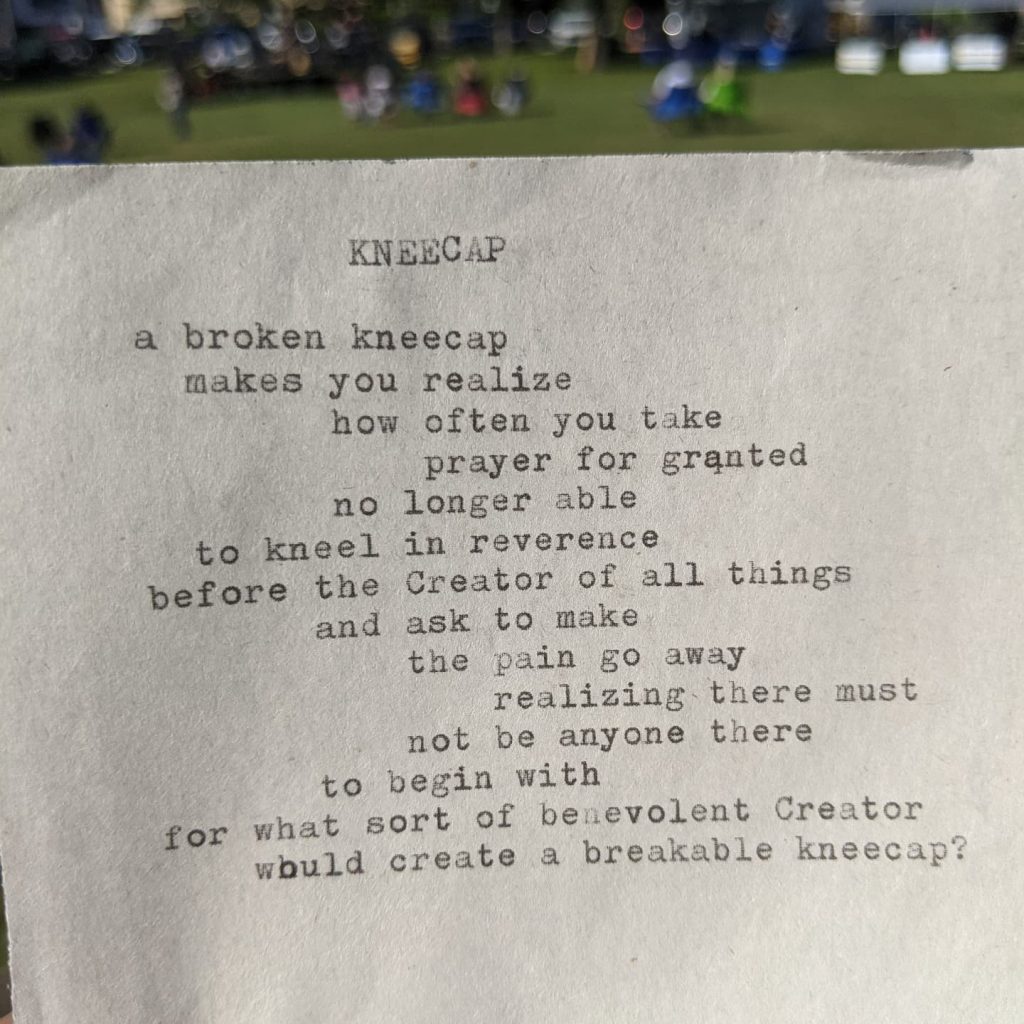 KNEECAP
a broken kneecap
makes you realize
how often you take
prayer for granted
no longer able
to kneel in reverence
before the Creator of all things
and ask to make
the pain go away
realizing there must
not be anyone there
to begin with
for what sort of benevolent Creator
would create a breakable kneecap?